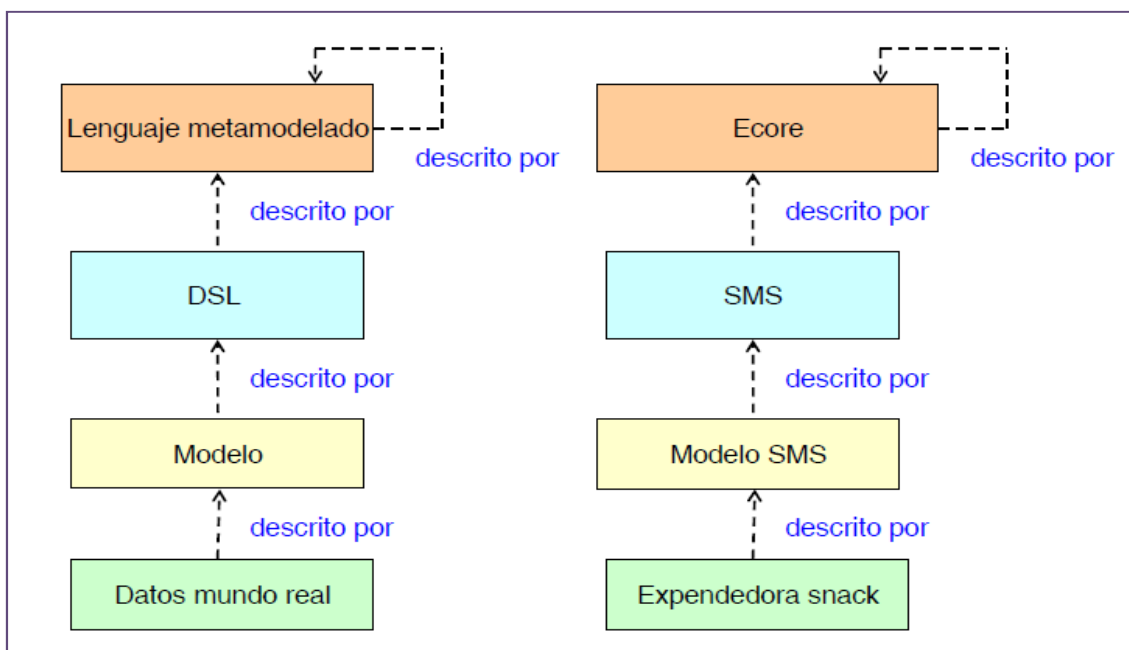 Lenguaje metamodelado
descrito por
descrito por
DSL
descrito por
Modelo
descrito por
Datos mundo real
Ecore
descrito por
descrito por
SMS
descrito por
Modelo SMS
descrito por
Expendedora snack